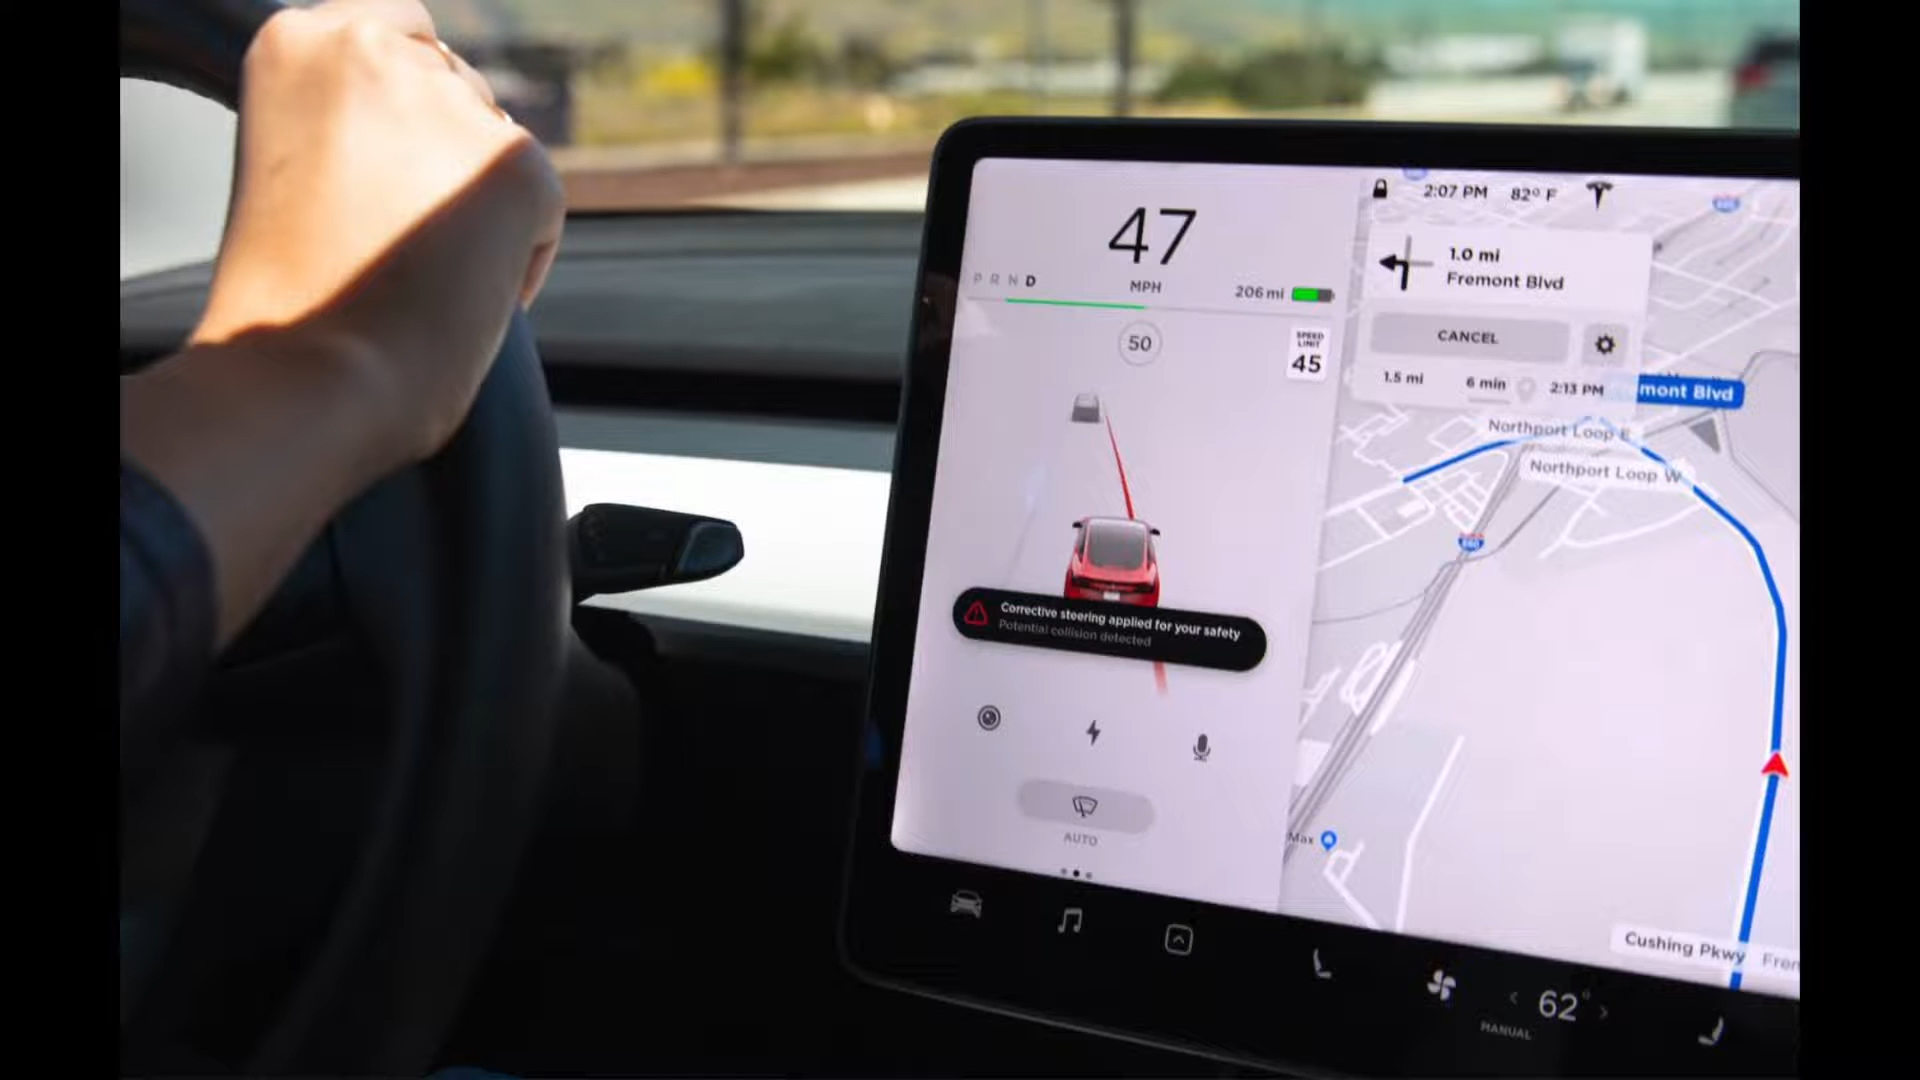 47
P R N D
MPH
206 mi
50
SPEED
LIMIT
45
Corrective steering applied for your safety
Potential collision detected
AUTO
2:07 PM 82° F
1.0 mi
Fremont Blvd
CANCEL
1.5 mi 6 min 2:13 PM
mont Blvd
Northport Loop E
Northport Loop W
Max
Cushing Pkwy Fren
< 62° >
MANUAL